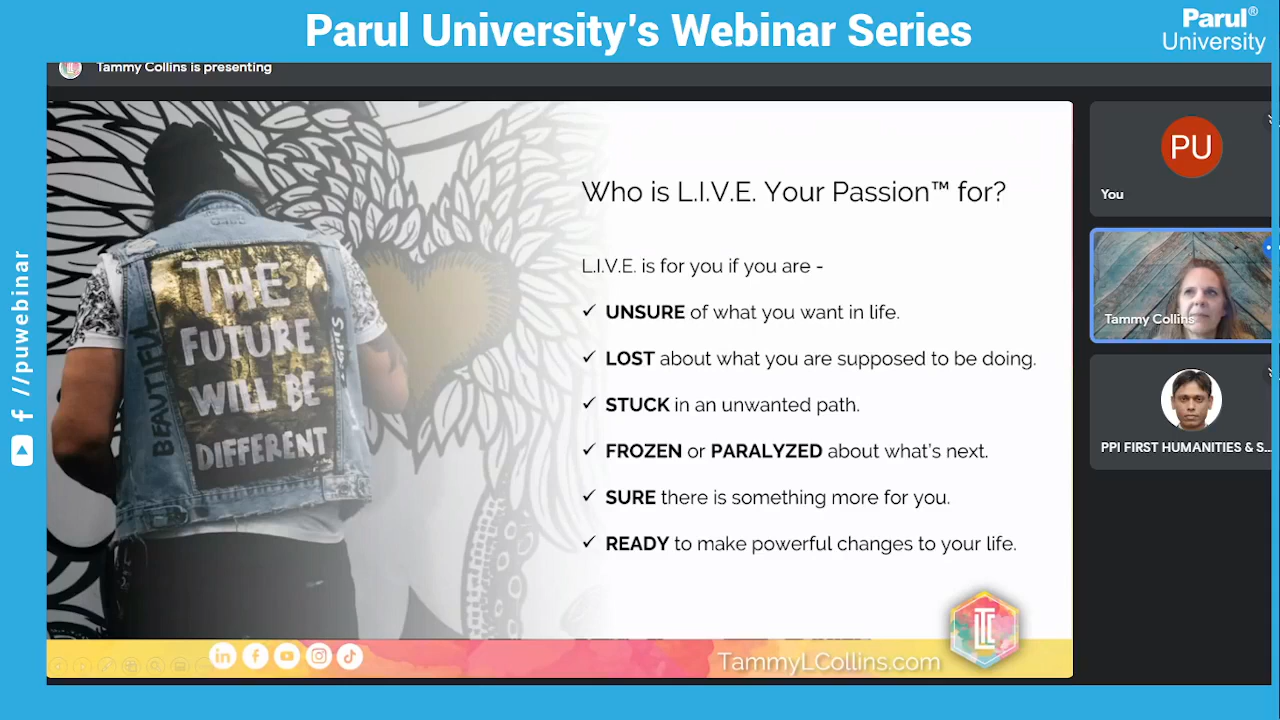 Parul University's Webinar Series
Parul®
University
Tammy Collins is presenting
Who is L.I.V.E. Your Passion™ for?
L.I.V.E. is for you if you are -
✓ UNSURE of what you want in life.
✓ LOST about what you are supposed to be doing.
✓ STUCK in an unwanted path.
✓ FROZEN or PARALYZED about what's next.
✓ SURE there is something more for you.
✓ READY to make powerful changes to your life.
THE
FUTURE
WILL BE
DIFFERENT
BEAUTIFUL
TLC
TammyLCollins.com
PU
You
Tammy Collins
PPI FIRST HUMANITIES & S...
//puwebinar